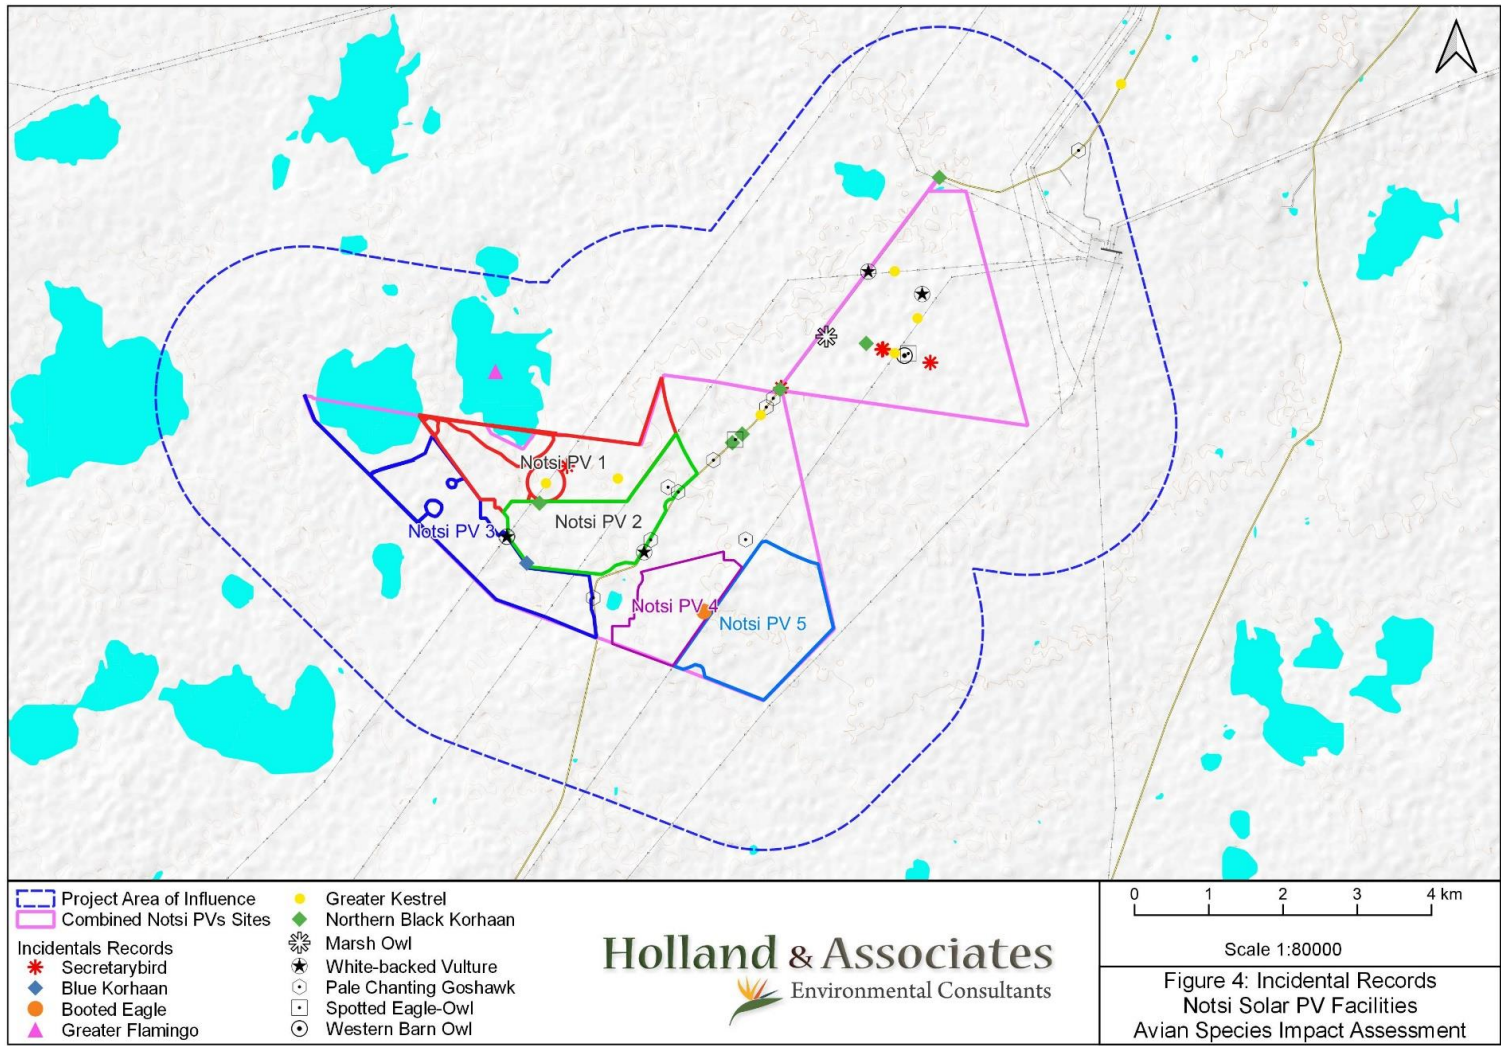 Notsi PV 1
Notsi PV 2
Notsi PV 3
Notsi PV 4
Notsi PV 5
Project Area of Influence
Combined Notsi PVs Sites
Incidentals Records
Secretarybird
Blue Korhaan
Booted Eagle
Greater Flamingo
Greater Kestrel
Northern Black Korhaan
Marsh Owl
White-backed Vulture
Pale Chanting Goshawk
Spotted Eagle-Owl
Western Barn Owl
Holland & Associates
Environmental Consultants
0 1 2 3 4 km
Scale 1:80000
Figure 4: Incidental Records
Notsi Solar PV Facilities
Avian Species Impact Assessment